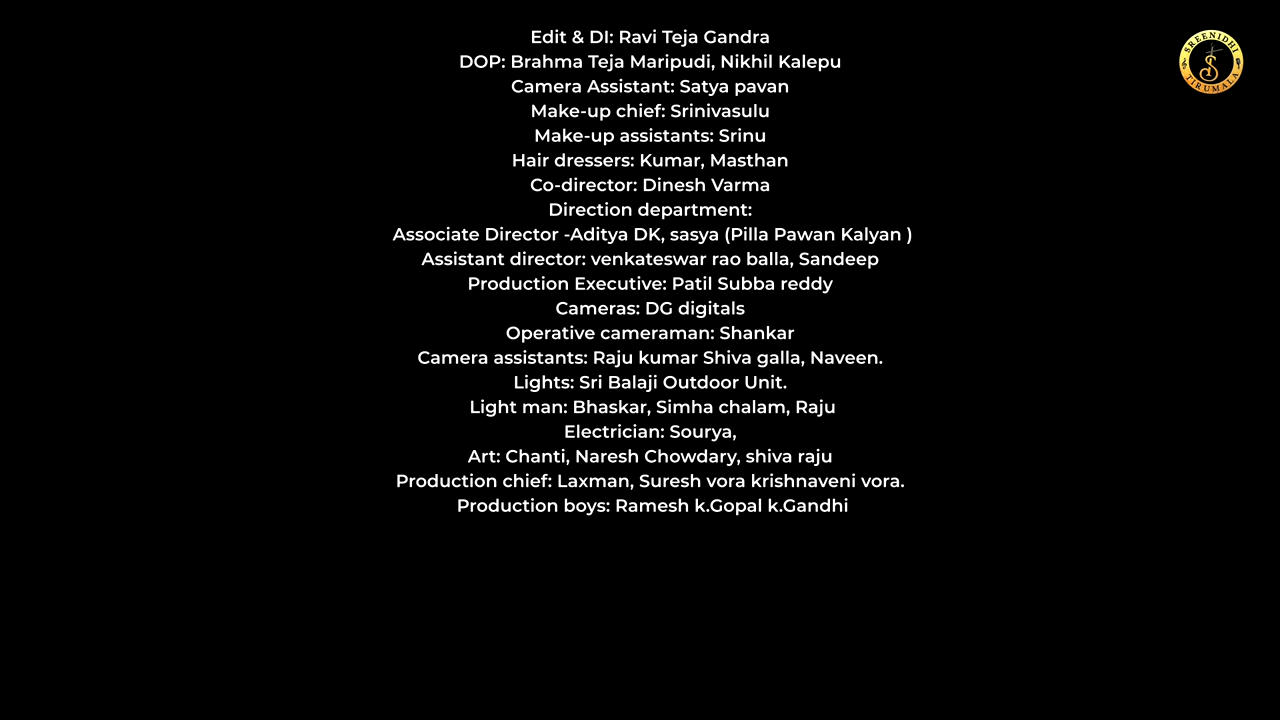 Edit & DI: Ravi Teja Gandra
DOP: Brahma Teja Maripudi, Nikhil Kalepu
Camera Assistant: Satya pavan
Make-up chief: Srinivasulu
Make-up assistants: Srinu
Hair dressers: Kumar, Masthan
Co-director: Dinesh Varma
Direction department:
Associate Director -Aditya DK, sasya (Pilla Pawan Kalyan )
Assistant director: venkateswar rao balla, Sandeep
Production Executive: Patil Subba reddy
Cameras: DG digitals
Operative cameraman: Shankar
Camera assistants: Raju kumar Shiva galla, Naveen.
Lights: Sri Balaji Outdoor Unit.
Light man: Bhaskar, Simha chalam, Raju
Electrician: Sourya,
Art: Chanti, Naresh Chowdary, shiva raju
Production chief: Laxman, Suresh vora krishnaveni vora.
Production boys: Ramesh k.Gopal k.Gandhi
SREENIDHI
TIRUMALA